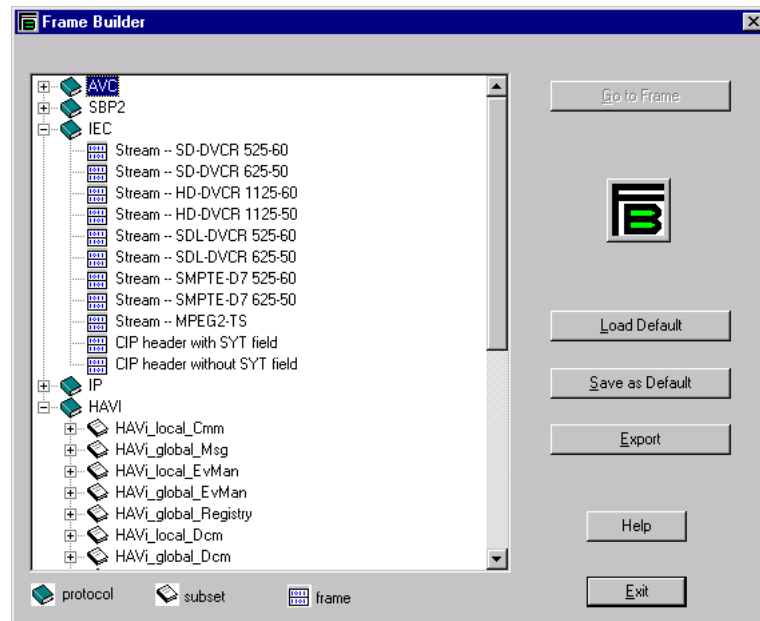 Frame Builder
AVC
SBP2
IEC
Stream -- SD-DVCR 525-60
Stream -- SD-DVCR 625-50
Stream -- HD-DVCR 1125-60
Stream -- HD-DVCR 1125-50
Stream -- SDL-DVCR 525-60
Stream -- SDL-DVCR 625-50
Stream -- SMPTE-D7 525-60
Stream -- SMPTE-D7 625-50
Stream -- MPEG2-TS
CIP header with SYT field
CIP header without SYT field
IP
HAVI
HAVi_local_Cmm
HAVi_global_Msg
HAVi_local_EvMan
HAVi_global_EvMan
HAVi_global_Registry
HAVi_local_Dcm
HAVi_global_Dcm
protocol subset frame
Go to Frame
FB
Load Default
Save as Default
Export
Help
Exit